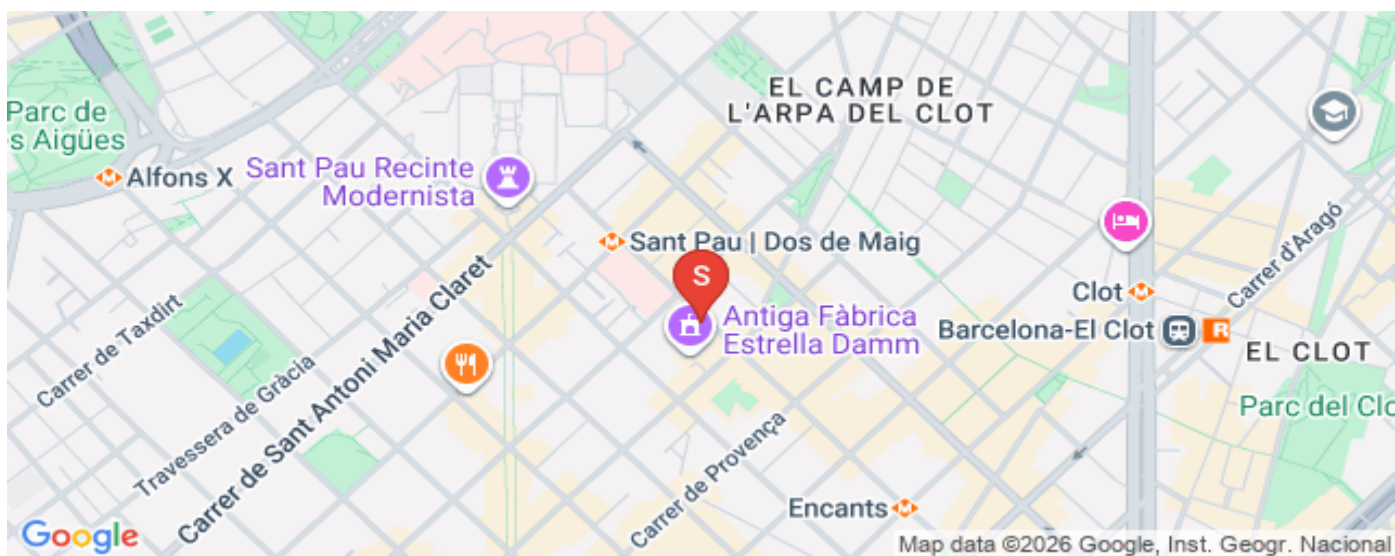 EL CAMP DE
L'ARPA DEL CLOT
Parc de
s Aigües
Alfons X
Sant Pau Recinte
Modernista
Sant Pau | Dos de Maig
S
Carrer d'Aragó
Clot
Antiga Fàbrica
Estrella Damm
Barcelona-El Clot
R
EL CLOT
Carrer de Taxdirt
Travessera de Gràcia
Carrer de Sant Antoni Maria Claret
Parc del Clo
Carrer de Provença
Encants
Google
Map data ©2026 Google, Inst. Geogr. Nacional